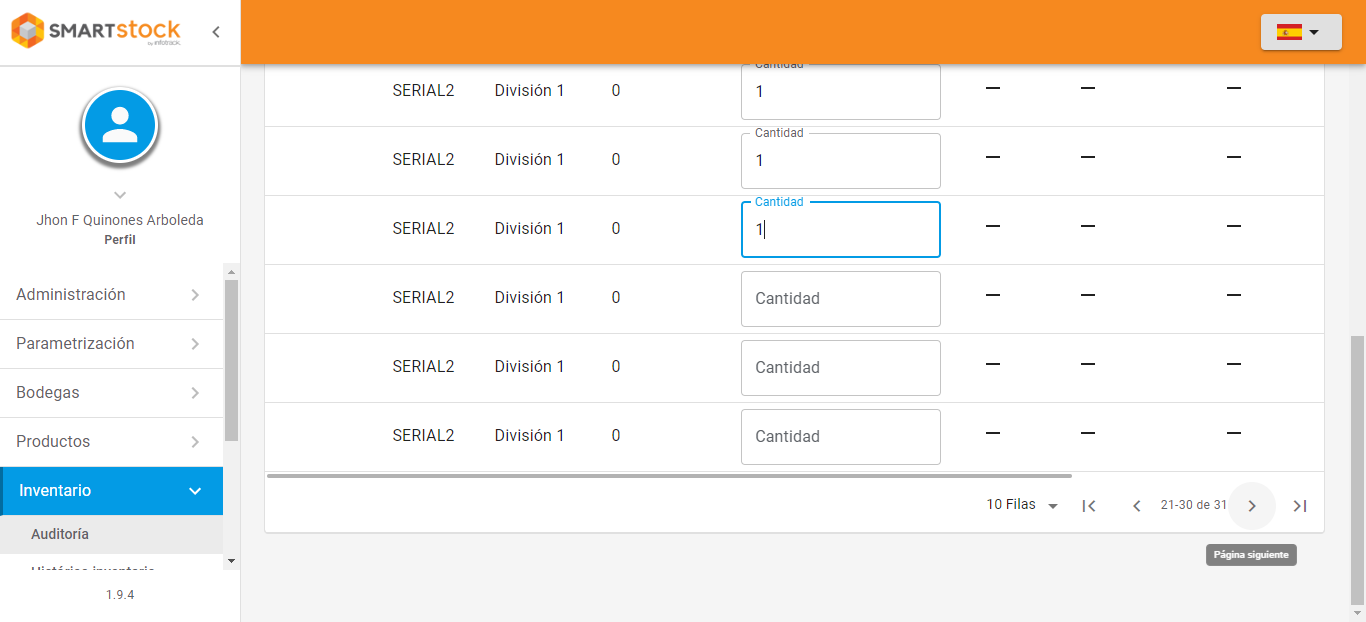 SMARTstock
by infotrack.
Jhon F Quinones Arboleda
Perfil
Administración
Parametrización
Bodegas
Productos
Inventario
Auditoría
Histórico inventario
1.9.4
Cantidad
SERIAL2 División 1 0 1 — — —
Cantidad
SERIAL2 División 1 0 1 — — —
Cantidad
SERIAL2 División 1 0 1 — — —
SERIAL2 División 1 0 Cantidad — — —
SERIAL2 División 1 0 Cantidad — — —
SERIAL2 División 1 0 Cantidad — — —
10 Filas 21-30 de 31
Página siguiente